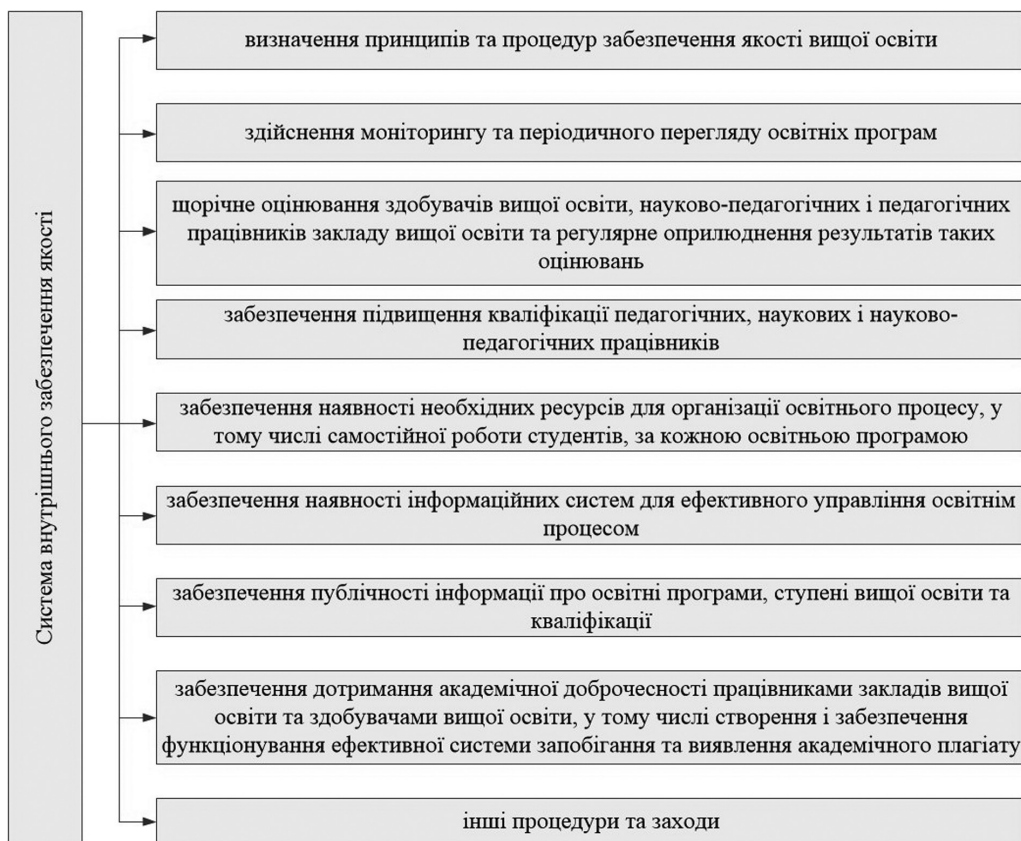 Система внутрішнього забезпечення якості
визначення принципів та процедур забезпечення якості вищої освіти
здійснення моніторингу та періодичного перегляду освітніх програм
щорічне оцінювання здобувачів вищої освіти, науково-педагогічних і педагогічних
працівників закладу вищої освіти та регулярне оприлюднення результатів таких
оцінювань
забезпечення підвищення кваліфікації педагогічних, наукових і науково-
педагогічних працівників
забезпечення наявності необхідних ресурсів для організації освітнього процесу, у
тому числі самостійної роботи студентів, за кожною освітньою програмою
забезпечення наявності інформаційних систем для ефективного управління освітнім
процесом
забезпечення публічності інформації про освітні програми, ступені вищої освіти та
кваліфікації
забезпечення дотримання академічної доброчесності працівниками закладів вищої
освіти та здобувачами вищої освіти, у тому числі створення і забезпечення
функціонування ефективної системи запобігання та виявлення академічного плагіату
інші процедури та заходи